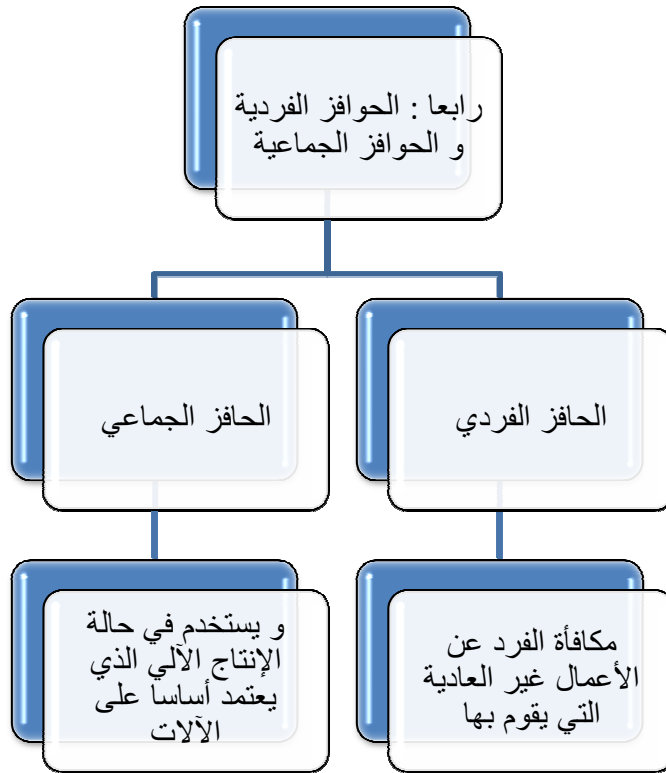 رابعا : الحوافز الفردية
و الحوافز الجماعية
الحافز الفردي
الحافز الجماعي
مكافأة الفرد عن
الأعمال غير العادية
التي يقوم بها
و يستخدم في حالة
الإنتاج الآلي الذي
يعتمد أساسا على
الآلات